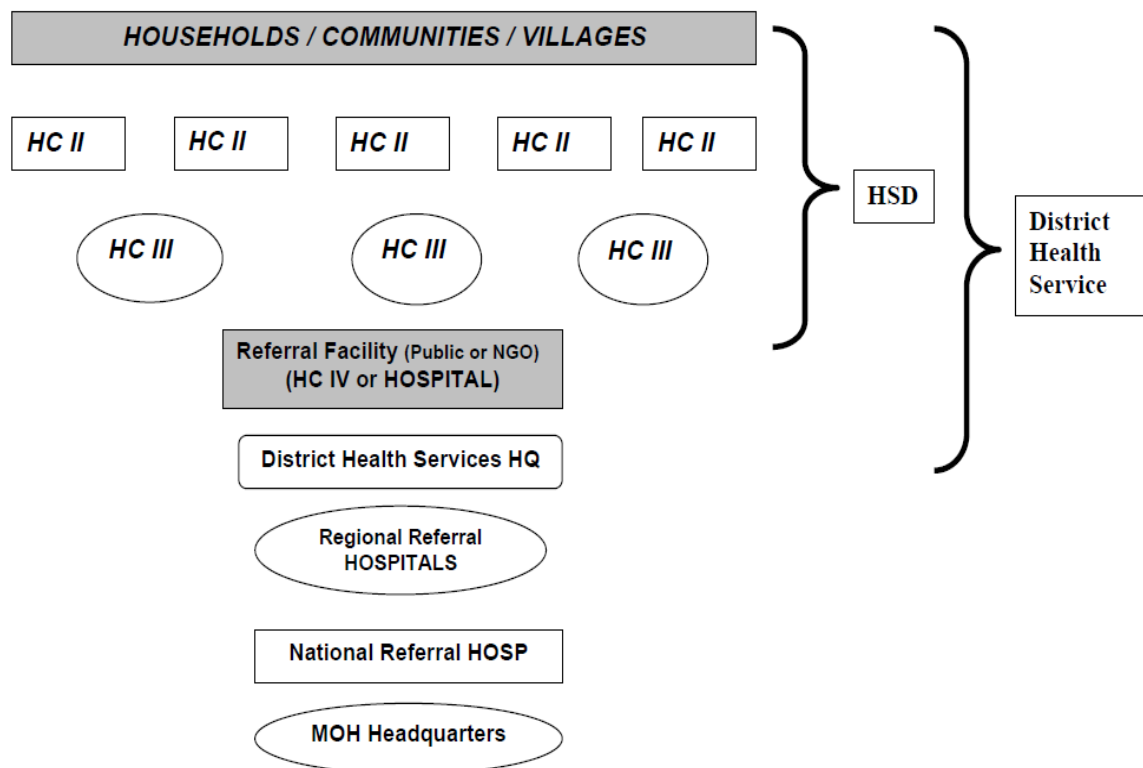 HOUSEHOLDS / COMMUNITIES / VILLAGES
HC II
HC II
HC II
HC II
HC II
HSD
District
Health
Service
HC III
HC III
HC III
Referral Facility (Public or NGO)
(HC IV or HOSPITAL)
District Health Services HQ
Regional Referral
HOSPITALS
National Referral HOSP
MOH Headquarters